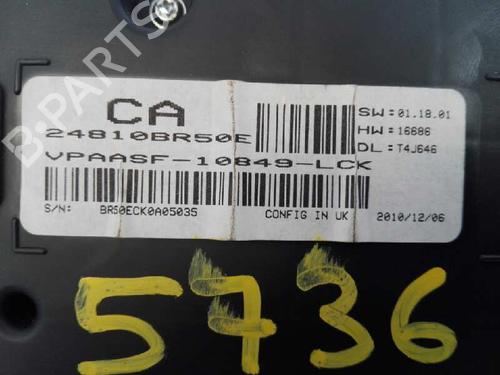 B-PARTS
CA
24810BR50E
VPAASF-10849-LCK
SW: 01.18.01
HW: 16686
DL: T4J646
S/N: BR50ECK0A05035 CONFIG IN UK 2010/12/06
5736